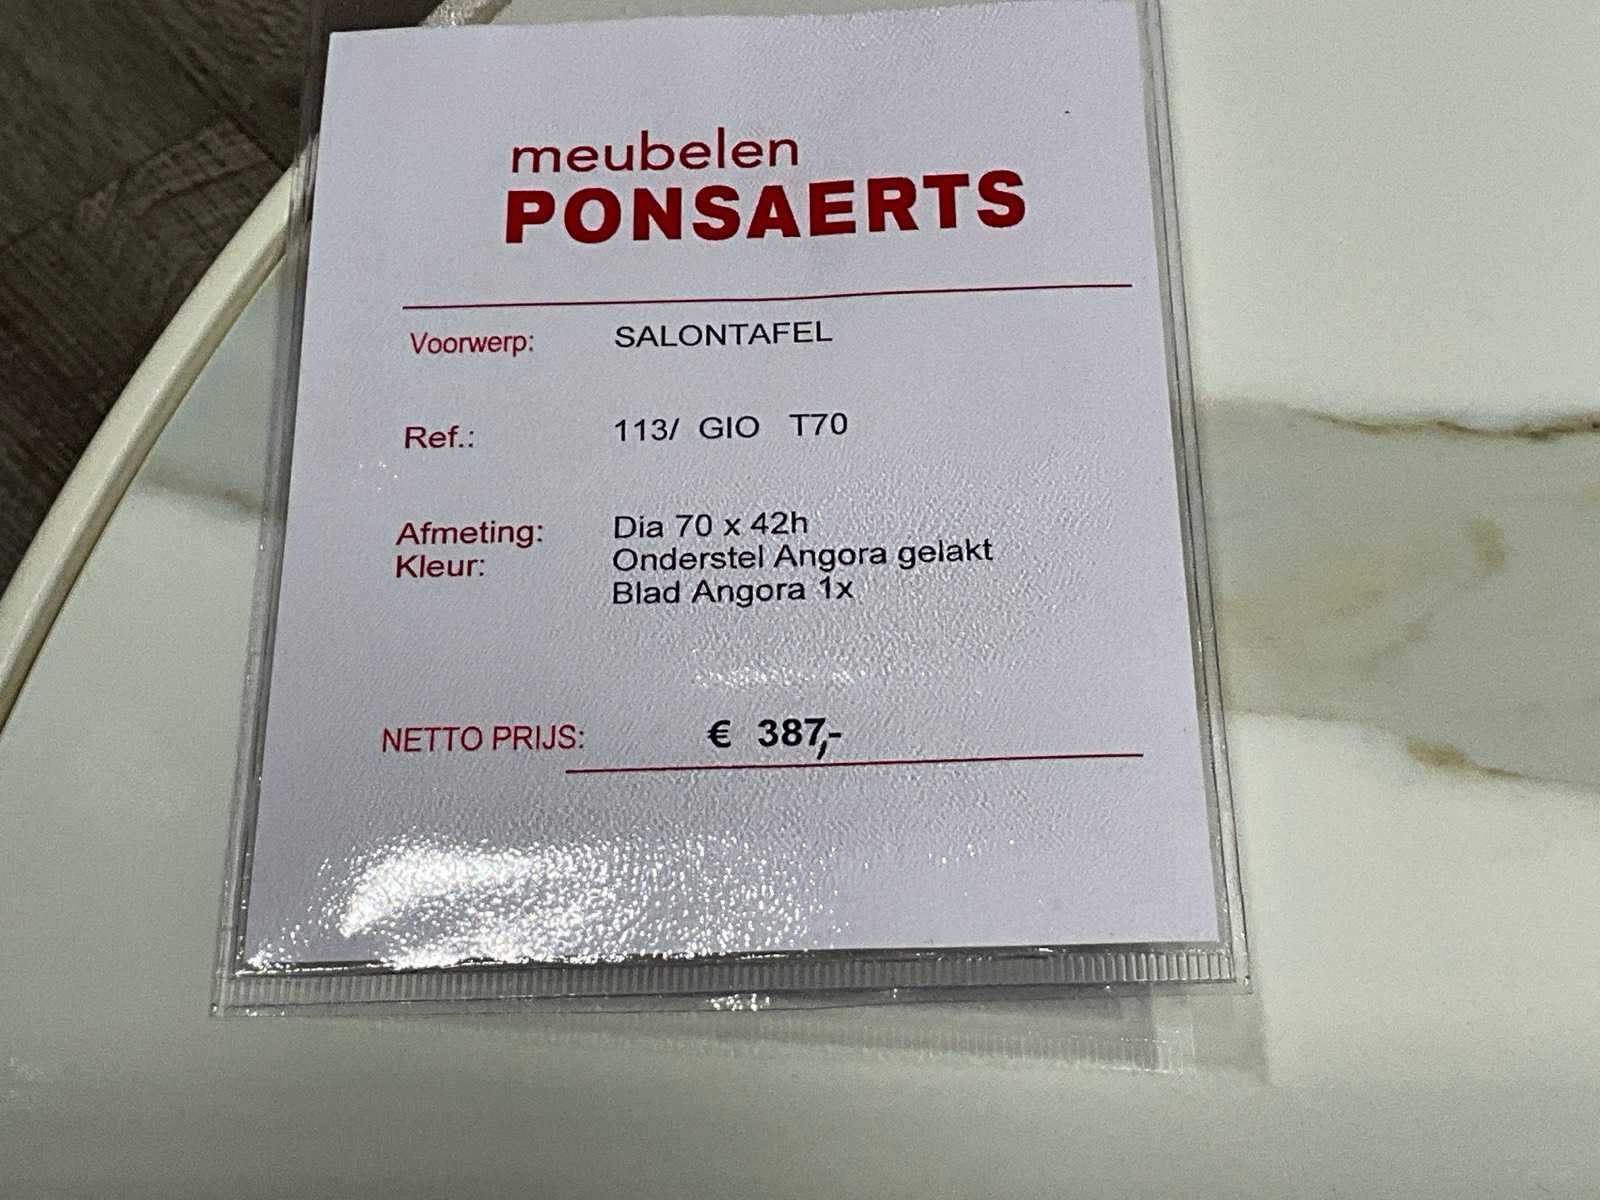 meubelen
PONSAERTS
Voorwerp: SALONTAFEL
Ref.: 113/ GIO T70
Afmeting: Dia 70 x 42h
Kleur: Onderstel Angora gelakt
Blad Angora 1x
NETTO PRIJS: € 387,-